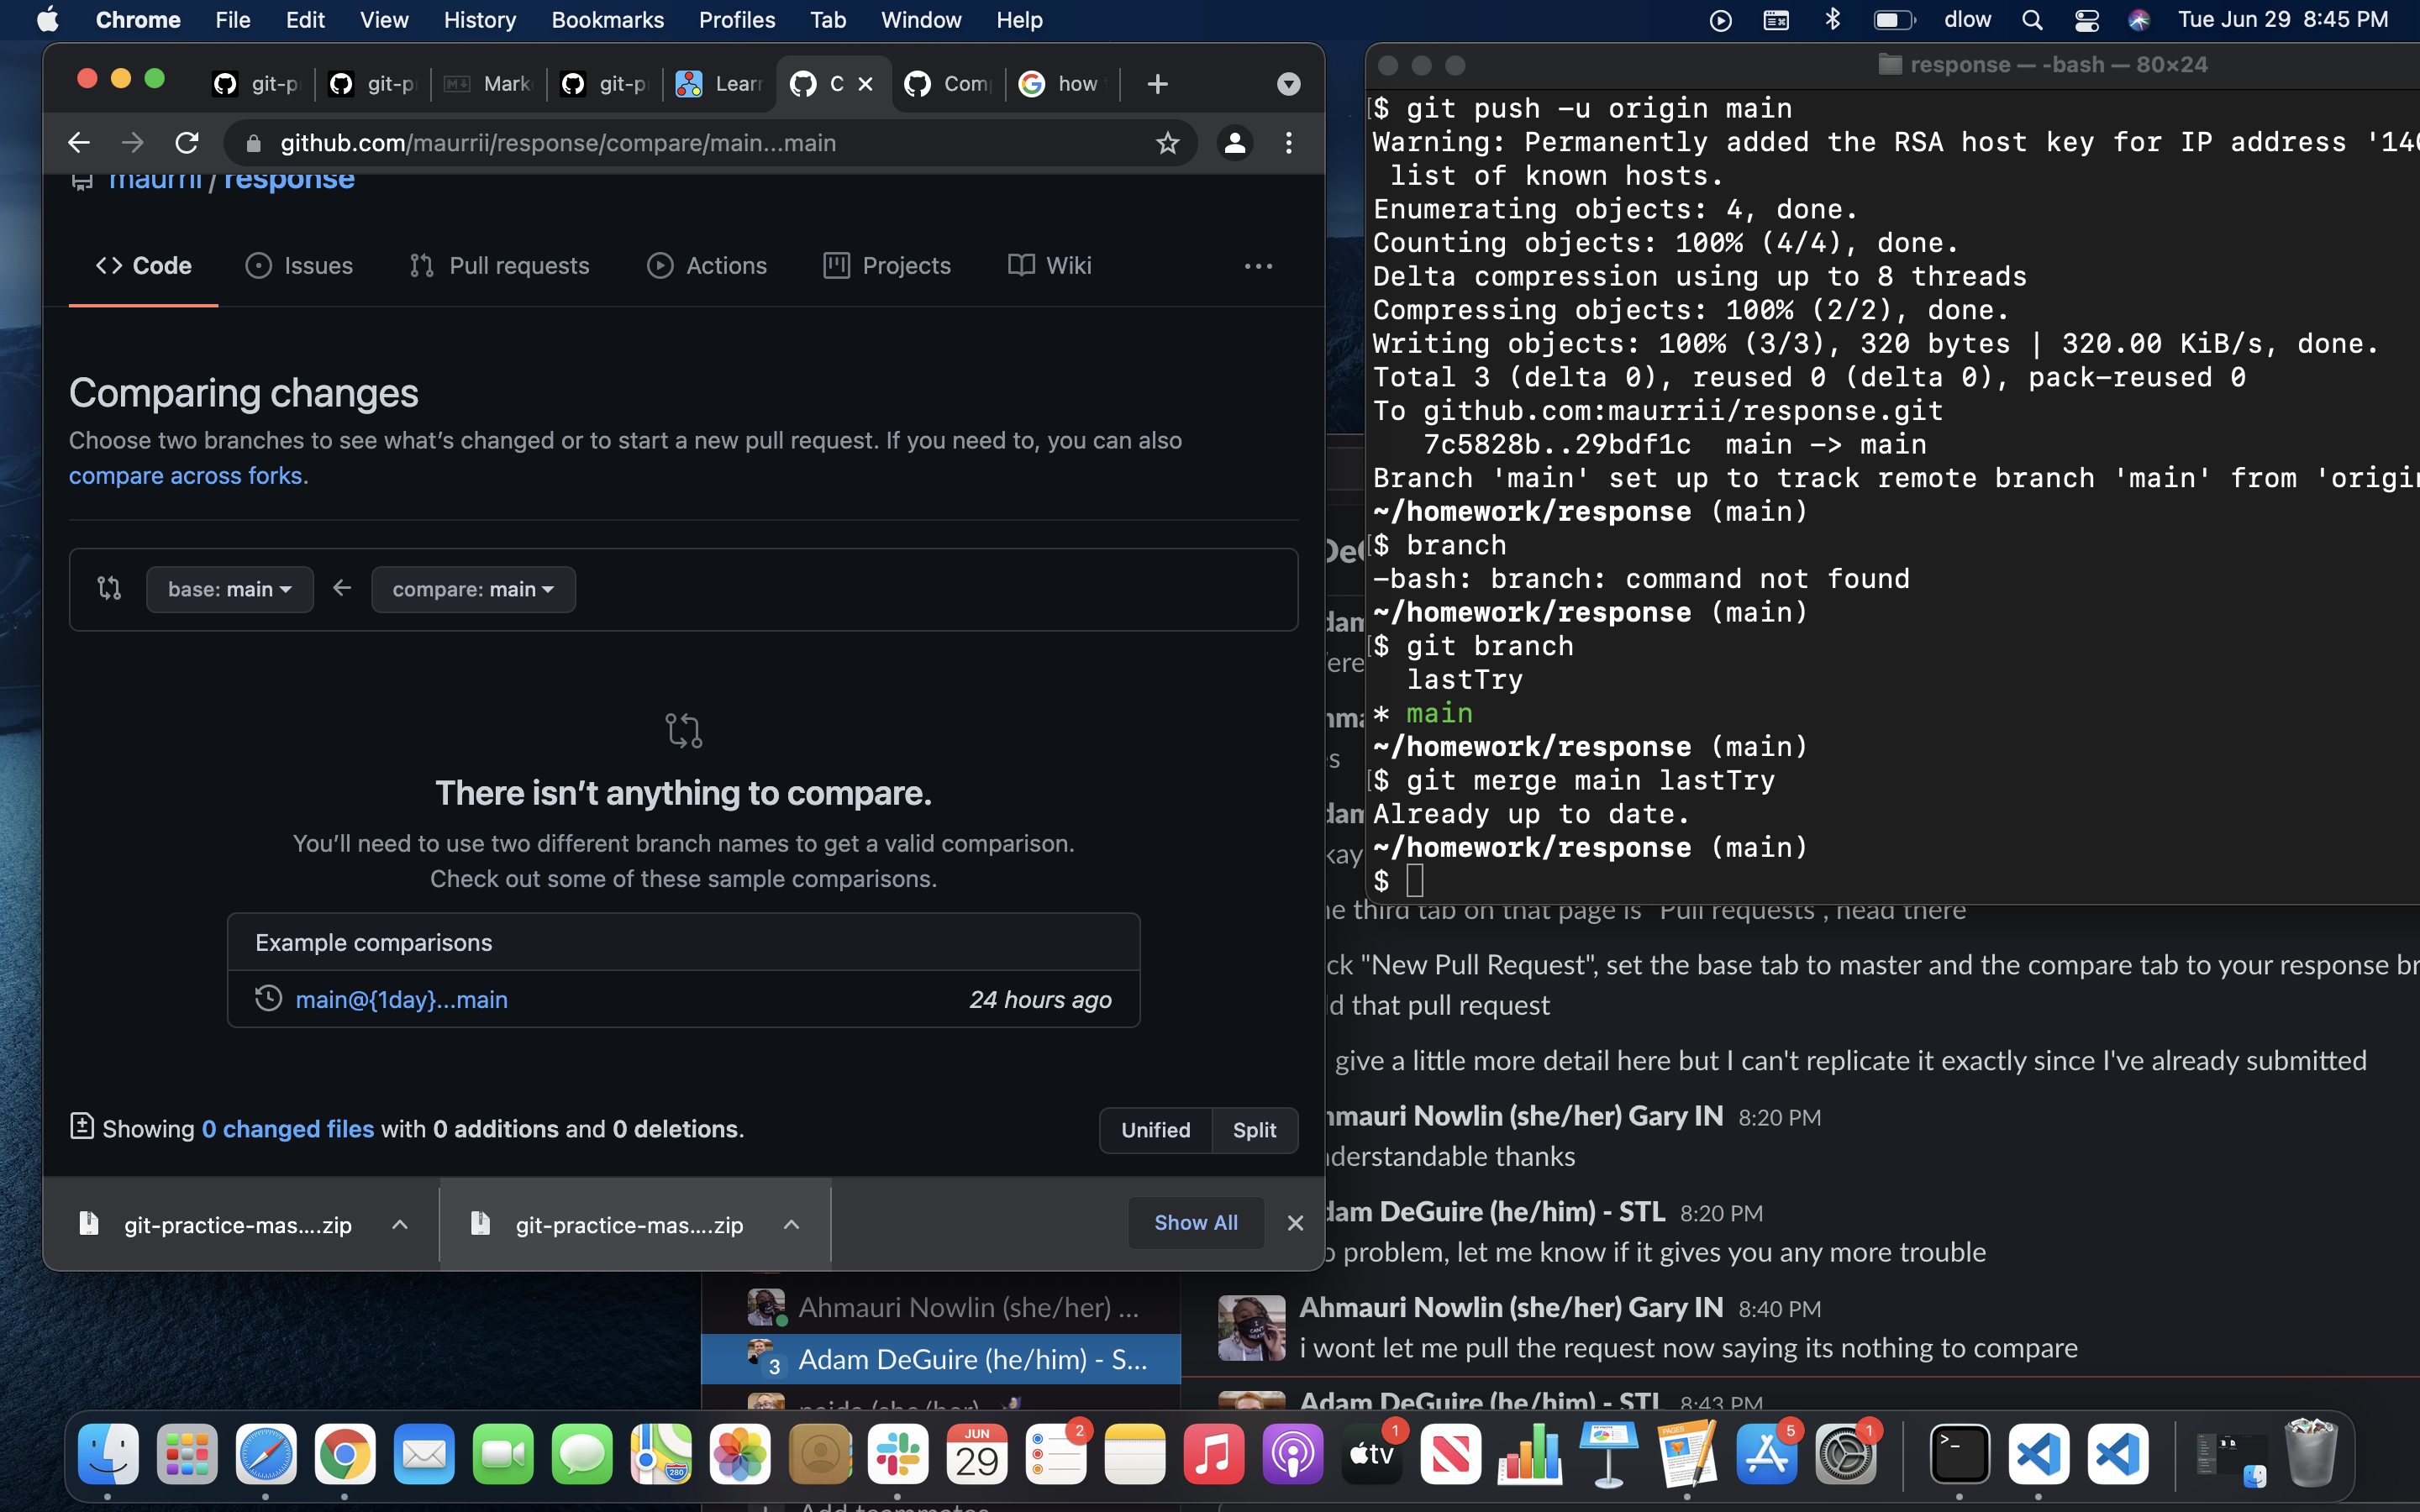 Chrome File Edit View History Bookmarks Profiles Tab Window Help
dlow Tue Jun 29 8:45 PM
git-p git-p Mark git-p Lear C Com how
github.com/maurrii/response/compare/main...main
maurrii / response
Code Issues Pull requests Actions Projects Wiki
Comparing changes
Choose two branches to see what's changed or to start a new pull request. If you need to, you can also
compare across forks.
base: main compare: main
There isn't anything to compare.
You'll need to use two different branch names to get a valid comparison.
Check out some of these sample comparisons.
Example comparisons
main@{1day}...main 24 hours ago
Showing 0 changed files with 0 additions and 0 deletions.
Unified Split
git-practice-mas....zip git-practice-mas....zip Show All
response — -bash — 80×24
$ git push -u origin main
Warning: Permanently added the RSA host key for IP address '140
list of known hosts.
Enumerating objects: 4, done.
Counting objects: 100% (4/4), done.
Delta compression using up to 8 threads
Compressing objects: 100% (2/2), done.
Writing objects: 100% (3/3), 320 bytes | 320.00 KiB/s, done.
Total 3 (delta 0), reused 0 (delta 0), pack-reused 0
To github.com:maurrii/response.git
7c5828b..29bdf1c main -> main
Branch 'main' set up to track remote branch 'main' from 'origi
~/homework/response (main)
$ branch
-bash: branch: command not found
~/homework/response (main)
$ git branch
lastTry
* main
~/homework/response (main)
$ git merge main lastTry
Already up to date.
~/homework/response (main)
$
e third tab on that page is "Pull requests", head there
ck "New Pull Request", set the base tab to master and the compare tab to your response br
d that pull request
give a little more detail here but I can't replicate it exactly since I've already submitted
hmauri Nowlin (she/her) Gary IN 8:20 PM
nderstandable thanks
dam DeGuire (he/him) - STL 8:20 PM
o problem, let me know if it gives you any more trouble
Ahmauri Nowlin (she/her) Gary IN 8:40 PM
i wont let me pull the request now saying its nothing to compare
Adam DeGuire (he/him) - STL 8:43 PM
Ahmauri Nowlin (she/her) ...
3 Adam DeGuire (he/him) - S...
Add teammates
JUN
29
2
280
tv
1
5
1